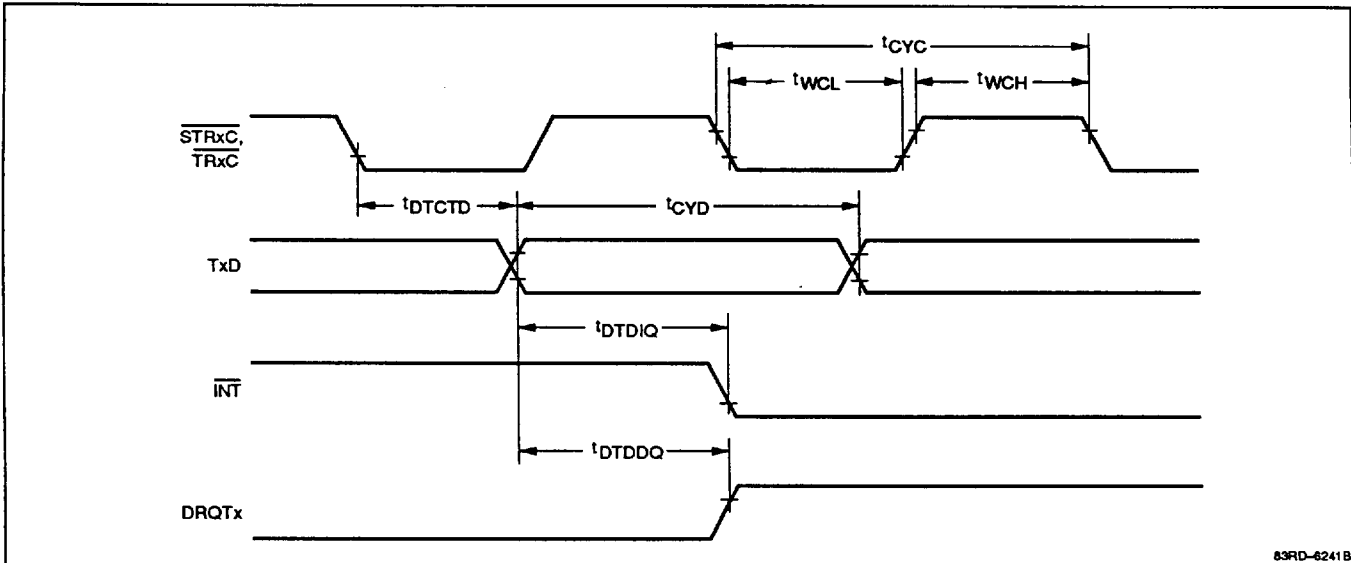 tCYC
tWCL
tWCH
STRxC,
TRxC
tDTCTD
tCYD
TxD
tDTDIQ
INT
tDTDDQ
DRQTx
83RD-6241B